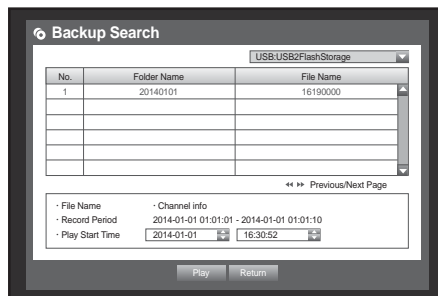 Backup Search
USB:USB2FlashStorage
No. Folder Name File Name
1 20140101 16190000
Previous/Next Page
· File Name · Channel info
· Record Period 2014-01-01 01:01:01 - 2014-01-01 01:01:10
· Play Start Time 2014-01-01 16:30:52
Play Return